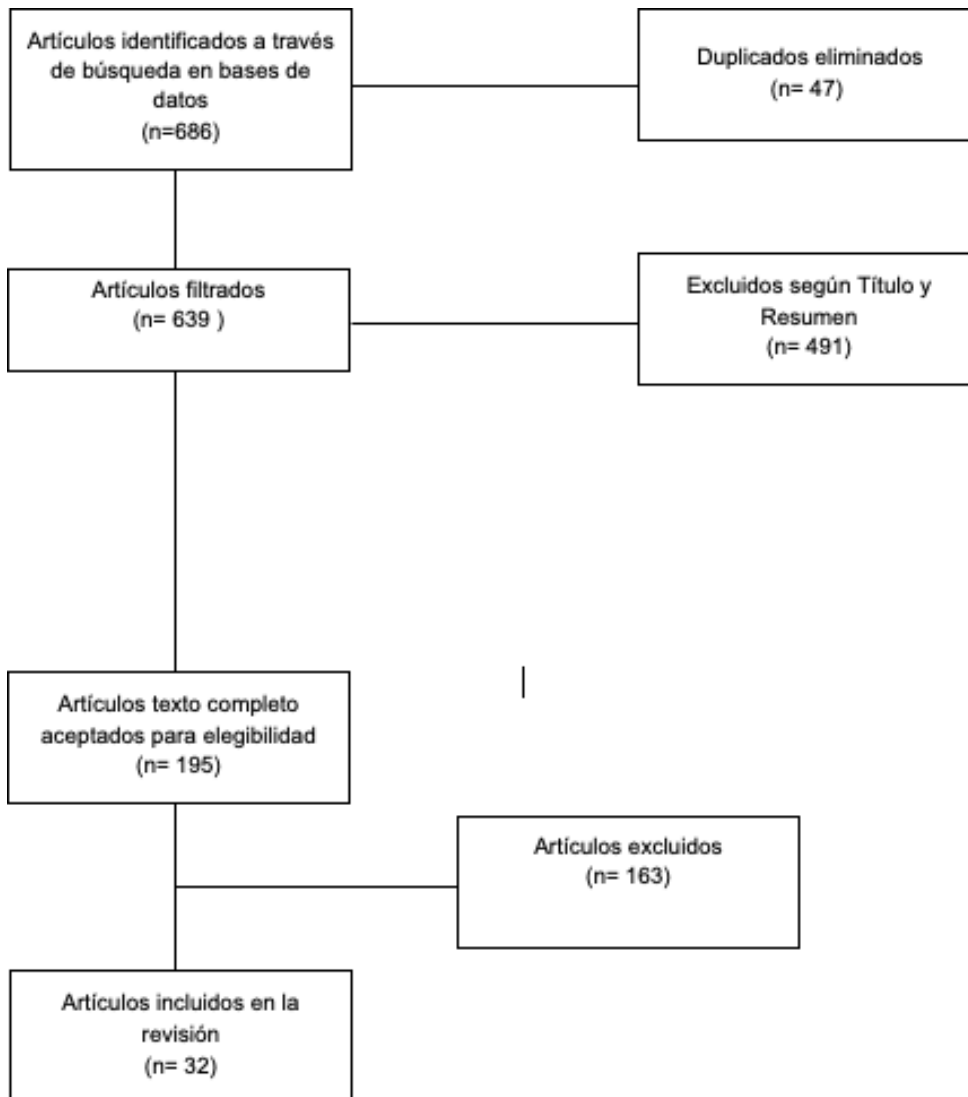 Artículos identificados a través
de búsqueda en bases de
datos
(n=686)
Duplicados eliminados
(n= 47)
Artículos filtrados
(n= 639 )
Excluidos según Título y
Resumen
(n= 491)
Artículos texto completo
aceptados para elegibilidad
(n= 195)
Artículos excluidos
(n= 163)
Artículos incluidos en la
revisión
(n= 32)